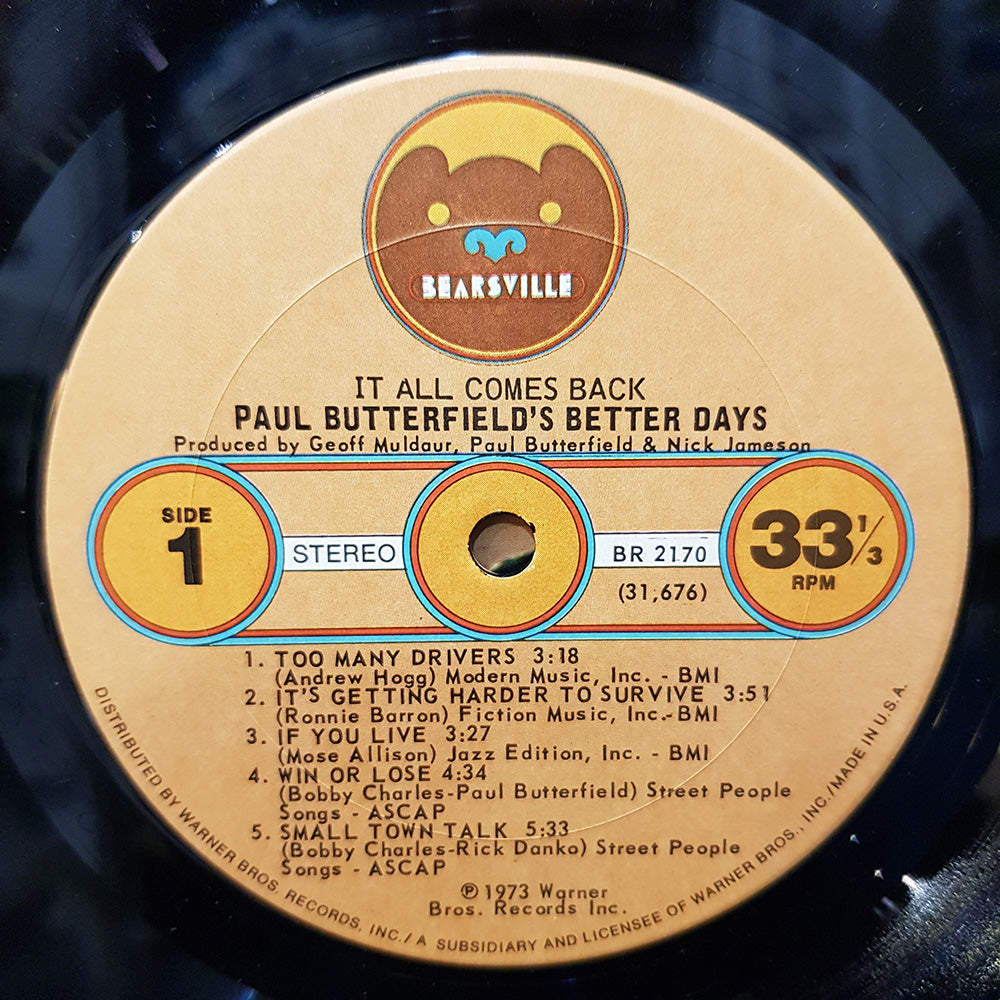 BEARSVILLE
IT ALL COMES BACK
PAUL BUTTERFIELD'S BETTER DAYS
Produced by Geoff Muldaur, Paul Butterfield & Nick Jameson
SIDE
1
STEREO
BR 2170
(31,676)
33 1/3
RPM
1. TOO MANY DRIVERS 3:18
(Andrew Hogg) Modern Music, Inc. - BMI
2. IT'S GETTING HARDER TO SURVIVE 3:51
(Ronnie Barron) Fiction Music, Inc.-BMI
3. IF YOU LIVE 3:27
(Mose Allison) Jazz Edition, Inc. - BMI
4. WIN OR LOSE 4:34
(Bobby Charles-Paul Butterfield) Street People
Songs - ASCAP
5. SMALL TOWN TALK 5:33
(Bobby Charles-Rick Danko) Street People
Songs - ASCAP
℗ 1973 Warner
Bros. Records Inc.
DISTRIBUTED BY WARNER BROS. RECORDS, INC./A SUBSIDIARY AND LICENSEE OF WARNER BROS., INC./MADE IN U.S.A.